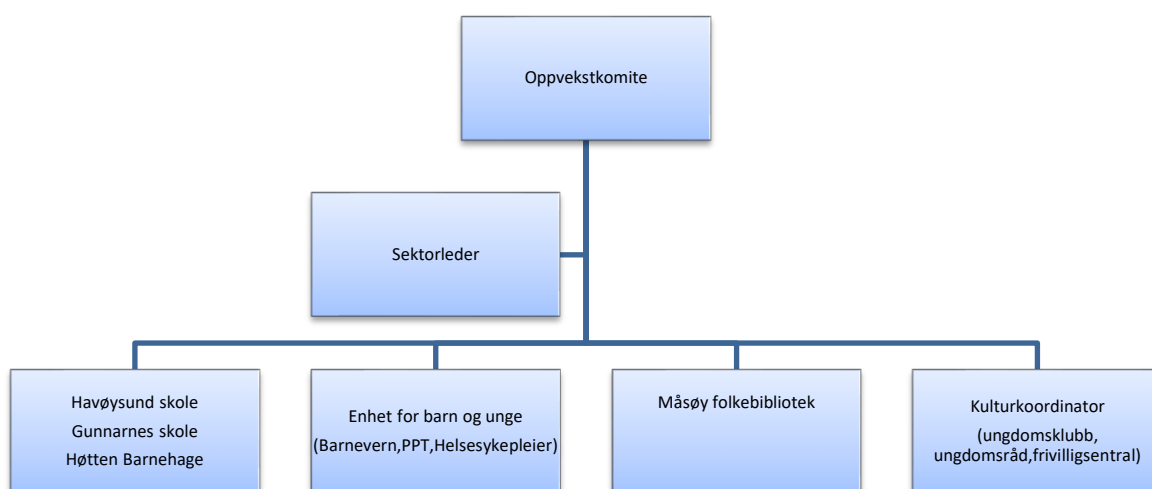 Oppvekstkomite
Sektorleder
Havøysund skole
Gunnarnes skole
Høtten Barnehage
Enhet for barn og unge
(Barnevern,PPT,Helsesykepleier)
Måsøy folkebibliotek
Kulturkoordinator
(ungdomsklubb,
ungdomsråd,frivilligsentral)